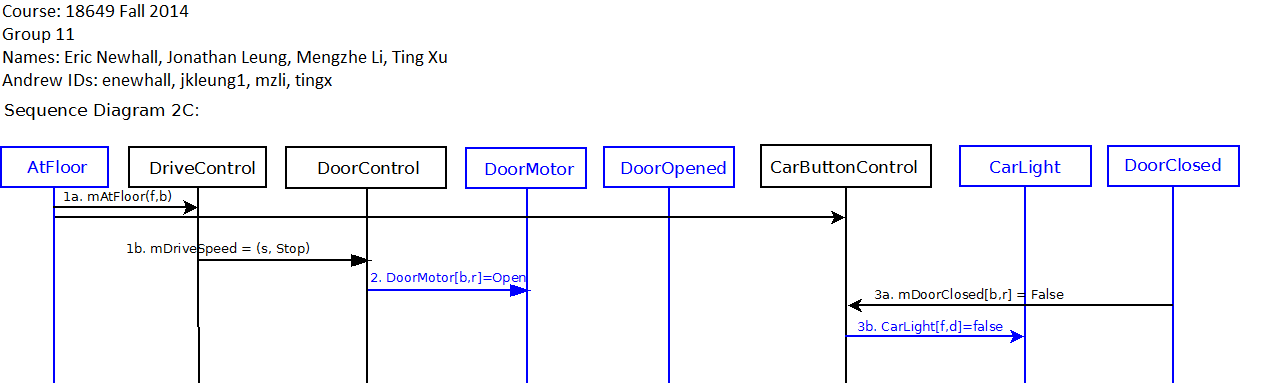 Course: 18649 Fall 2014
Group 11
Names: Eric Newhall, Jonathan Leung, Mengzhe Li, Ting Xu
Andrew IDs: enewhall, jkleung1, mzli, tingx
Sequence Diagram 2C:
AtFloor DriveControl DoorControl DoorMotor DoorOpened CarButtonControl CarLight DoorClosed
1a. mAtFloor(f,b)
1b. mDriveSpeed = (s, Stop)
2. DoorMotor[b,r]=Open
3a. mDoorClosed[b,r] = False
3b. CarLight[f,d]=false